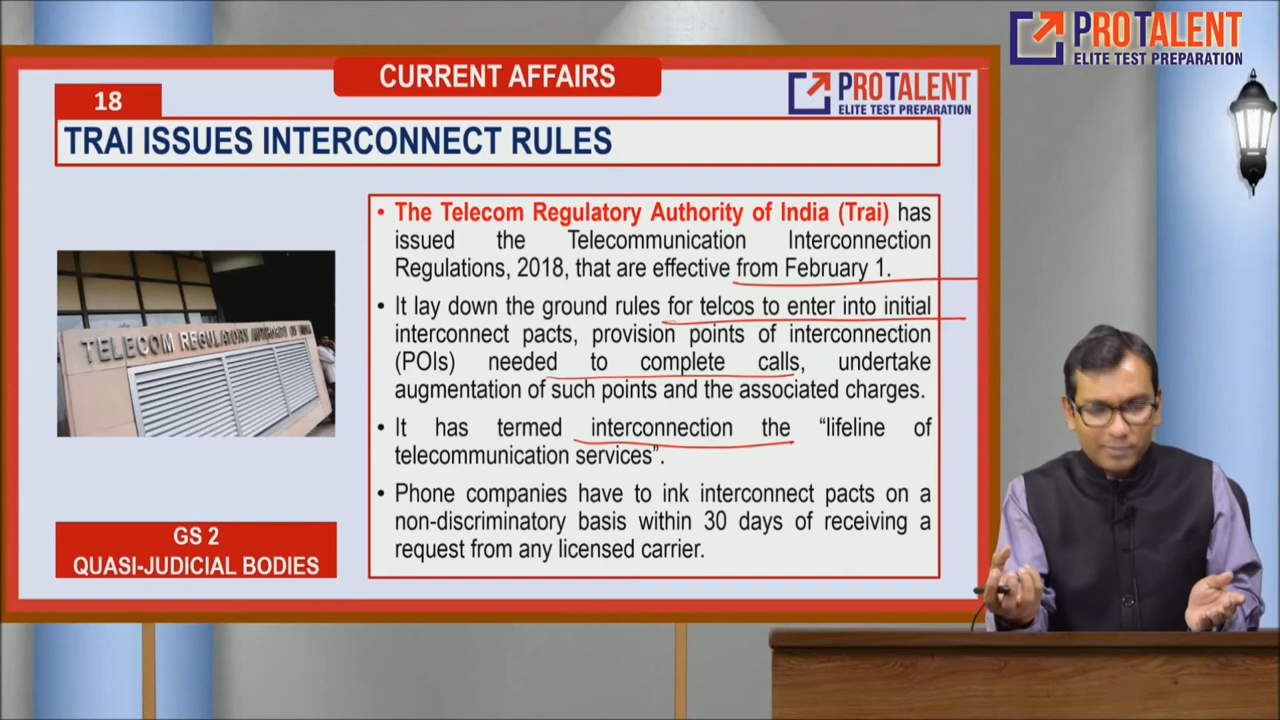 PROTALENT
ELITE TEST PREPARATION
CURRENT AFFAIRS
18
PROTALENT
ELITE TEST PREPARATION
TRAI ISSUES INTERCONNECT RULES
• The Telecom Regulatory Authority of India (Trai) has
issued the Telecommunication Interconnection
Regulations, 2018, that are effective from February 1.
• It lay down the ground rules for telcos to enter into initial
interconnect pacts, provision points of interconnection
(POIs) needed to complete calls, undertake
augmentation of such points and the associated charges.
• It has termed interconnection the “lifeline of
telecommunication services”.
• Phone companies have to ink interconnect pacts on a
non-discriminatory basis within 30 days of receiving a
request from any licensed carrier.
TELECOM REGULATORY AUTHORITY OF INDIA
GS 2
QUASI-JUDICIAL BODIES